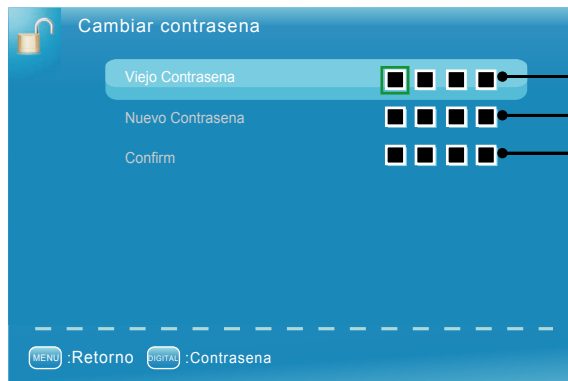 Cambiar contrasena
Viejo Contrasena
Nuevo Contrasena
Confirm
MENU :Retorno DIGITAL :Contrasena